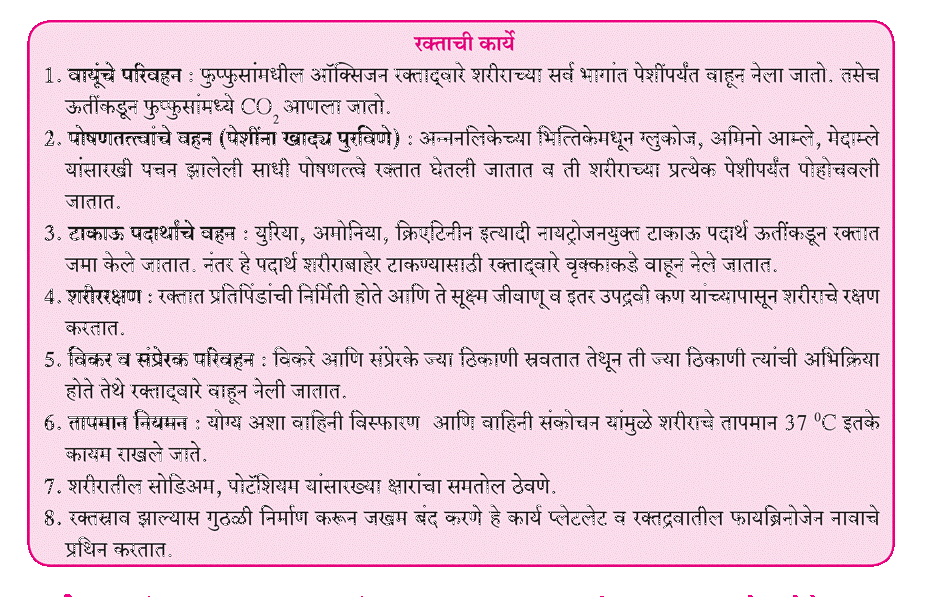 रक्ताची कार्ये
1. वायूंचे परिवहन : फुप्फुसांमधील ऑक्सिजन रक्ताद्वारे शरीराच्या सर्व भागांत पेशींपर्यंत वाहून नेला जातो. तसेच
ऊतींकडून फुप्फुसांमध्ये CO₂ आणला जातो.
2. पोषणतत्त्वांचे वहन (पेशींना खाद्य पुरविणे) : अन्ननलिकेच्या भित्तिकेमधून ग्लुकोज, अमिनो आम्ले, मेदाम्ले
यांसारखी पचन झालेली साधी पोषणत्त्वे रक्तात घेतली जातात व ती शरीराच्या प्रत्येक पेशीपर्यंत पोहोचवली
जातात.
3. टाकाऊ पदार्थांचे वहन : युरिया, अमोनिया, क्रिएटिनीन इत्यादी नायट्रोजनयुक्त टाकाऊ पदार्थ ऊतींकडून रक्तात
जमा केले जातात. नंतर हे पदार्थ शरीराबाहेर टाकण्यासाठी रक्ताद्वारे वृक्काकडे वाहून नेले जातात.
4. शरीररक्षण : रक्तात प्रतिपिंडांची निर्मिती होते आणि ते सूक्ष्म जीवाणू व इतर उपद्रवी कण यांच्यापासून शरीराचे रक्षण
करतात.
5. विकर व संप्रेरक परिवहन : विकरे आणि संप्रेरके ज्या ठिकाणी स्रवतात तेथून ती ज्या ठिकाणी त्यांची अभिक्रिया
होते तेथे रक्ताद्वारे वाहून नेली जातात.
6. तापमान नियमन : योग्य अशा वाहिनी विस्फारण आणि वाहिनी संकोचन यांमुळे शरीराचे तापमान 37 ⁰C इतके
कायम राखले जाते.
7. शरीरातील सोडिअम, पोटॅशियम यांसारख्या क्षारांचा समतोल ठेवणे.
8. रक्तस्राव झाल्यास गुठळी निर्माण करून जखम बंद करणे हे कार्य प्लेटलेट व रक्तद्रवातील फायब्रिनोजेन नावाचे
प्रथिन करतात.